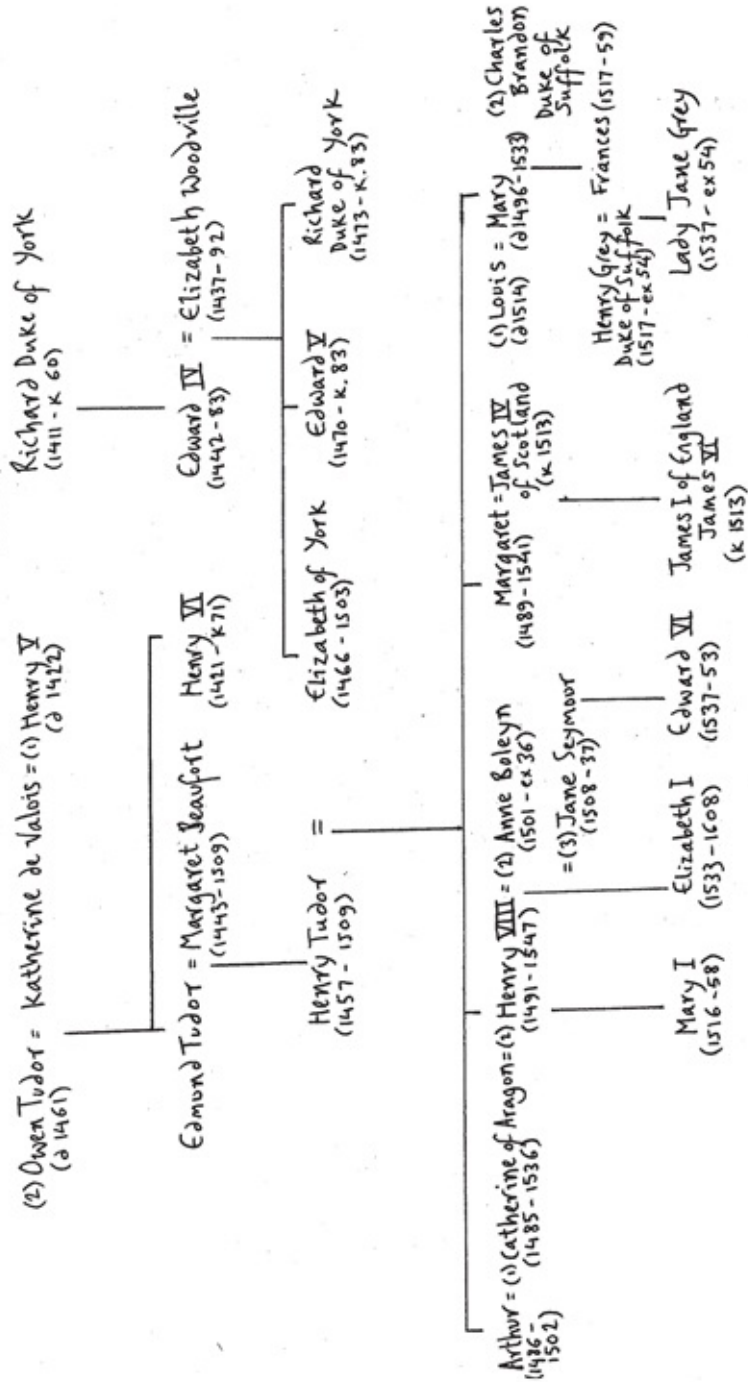 (2) Owen Tudor = Katherine de Valois = (1) Henry V
(d 1461)
(d 1422)
Richard Duke of York
(1411 - K 60)
Edmund Tudor = Margaret Beaufort
(1443 - 1509)
Henry VI
(1421 - K71)
Edward IV = Elizabeth Woodville
(1442 - 83)
(1437 - 92)
Henry Tudor =
(1457 - 1509)
Elizabeth of York
(1466 - 1503)
Edward V
(1470 - K. 83)
Richard
Duke of York
(1473 - K. 83)
Arthur = (1) Catherine of Aragon = (2) Henry VIII = (2) Anne Boleyn
(1486 -
1502)
(1485 - 1536)
(1491 - 1547)
(1501 - ex 36)
= (3) Jane Seymour
(1508 - 37)
Margaret = James IV
of Scotland
(1489 - 1541)
(K 1513)
(1) Louis = Mary
(d1514)
(d1496 - 1533)
(2) Charles
Brandon
Duke of
Suffolk
Henry Grey = Frances (1517 - 59)
Duke of Suffolk
(1517 - ex 54)
Mary I
(1516 - 58)
Elizabeth I
(1533 - 1608)
Edward VI
(1537 - 53)
James I of England
James VI
(K 1513)
Lady Jane Grey
(1537 - ex 54)